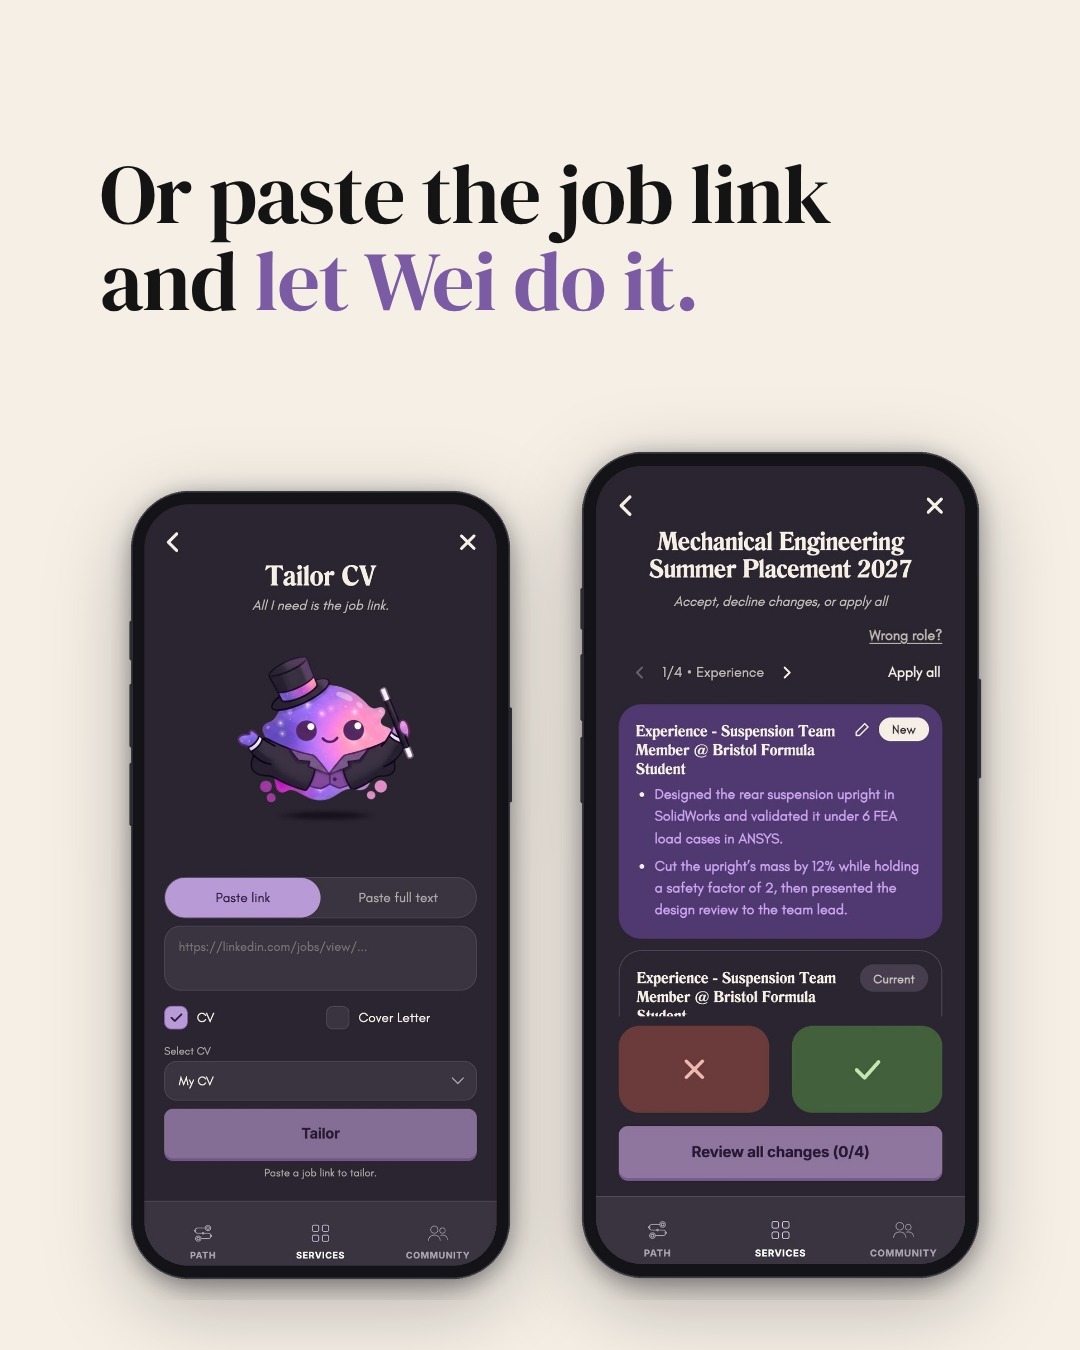 Or paste the job link
and let Wei do it.
Tailor CV
All I need is the job link.
Paste link
Paste full text
https://linkedin.com/jobs/view/...
CV
Cover Letter
Select CV
My CV
Tailor
Paste a job link to tailor.
PATH
SERVICES
COMMUNITY
Mechanical Engineering
Summer Placement 2027
Accept, decline changes, or apply all
Wrong role?
1/4 • Experience
Apply all
Experience - Suspension Team
Member @ Bristol Formula
Student
New
• Designed the rear suspension upright in
SolidWorks and validated it under 6 FEA
load cases in ANSYS.
• Cut the upright’s mass by 12% while holding
a safety factor of 2, then presented the
design review to the team lead.
Experience - Suspension Team
Member @ Bristol Formula
Student
Current
Review all changes (0/4)
PATH
SERVICES
COMMUNITY